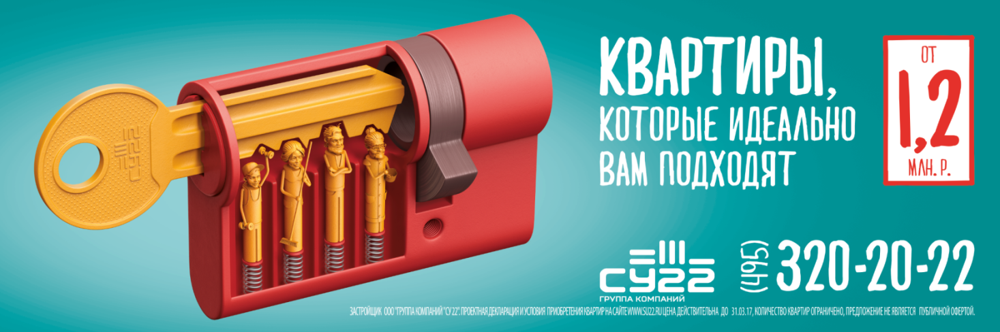 КВАРТИРЫ,
КОТОРЫЕ ИДЕАЛЬНО
ВАМ ПОДХОДЯТ
ОТ
1,2
МЛН. Р.
СУ22
СУ22
ГРУППА КОМПАНИЙ
(495) 320-20-22
ЗАСТРОЙЩИК ООО "ГРУППА КОМПАНИЙ "СУ 22". ПРОЕКТНАЯ ДЕКЛАРАЦИЯ И УСЛОВИЯ ПРИОБРЕТЕНИЯ КВАРТИР НА САЙТЕ WWW.SU22.RU ЦЕНА ДЕЙСТВИТЕЛЬНА ДО 31.03.17, КОЛИЧЕСТВО КВАРТИР ОГРАНИЧЕНО, ПРЕДЛОЖЕНИЕ НЕ ЯВЛЯЕТСЯ ПУБЛИЧНОЙ ОФЕРТОЙ.